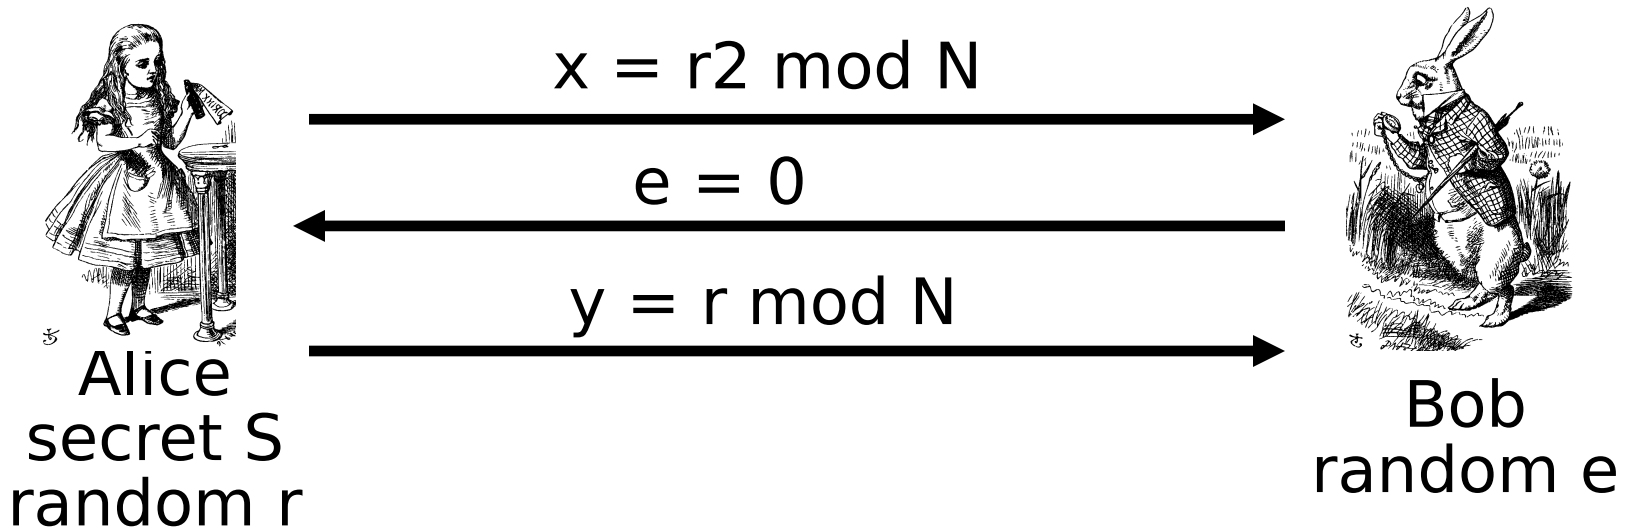 x = r2 mod N
e = 0
y = r mod N
Alice
secret S
random r
Bob
random e